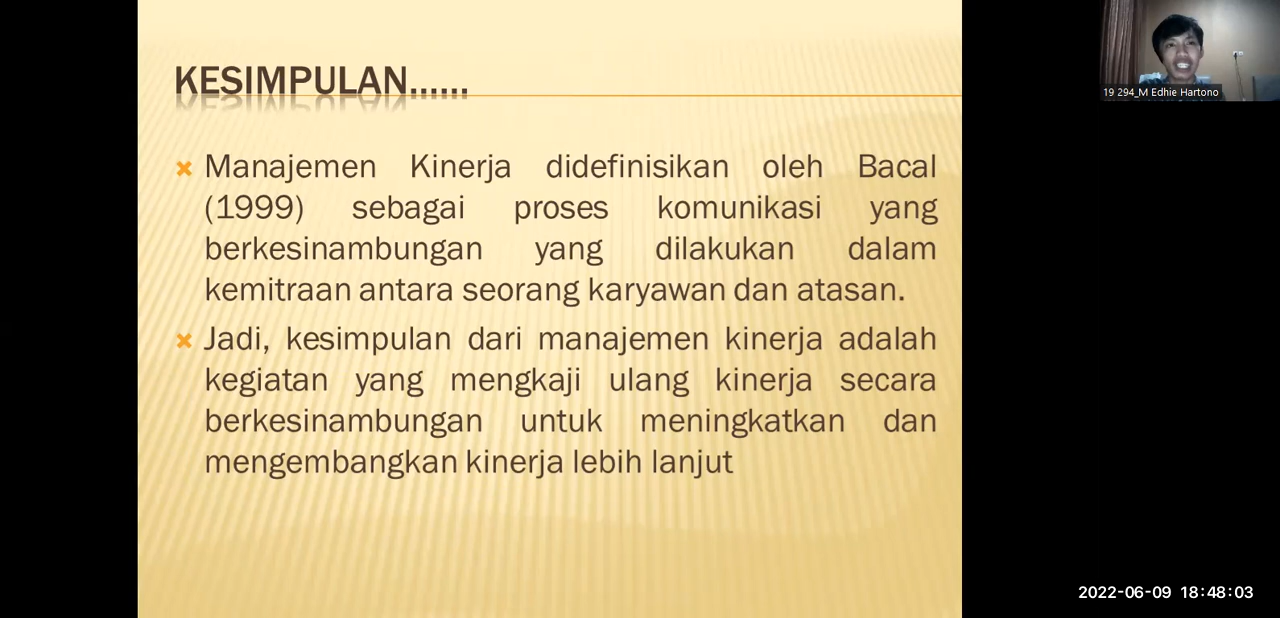 KESIMPULAN......
Manajemen Kinerja didefinisikan oleh Bacal
(1999) sebagai proses komunikasi yang
berkesinambungan yang dilakukan dalam
kemitraan antara seorang karyawan dan atasan.
Jadi, kesimpulan dari manajemen kinerja adalah
kegiatan yang mengkaji ulang kinerja secara
berkesinambungan untuk meningkatkan dan
mengembangkan kinerja lebih lanjut
19 294_M Edhie Hartono
2022-06-09 18:48:03